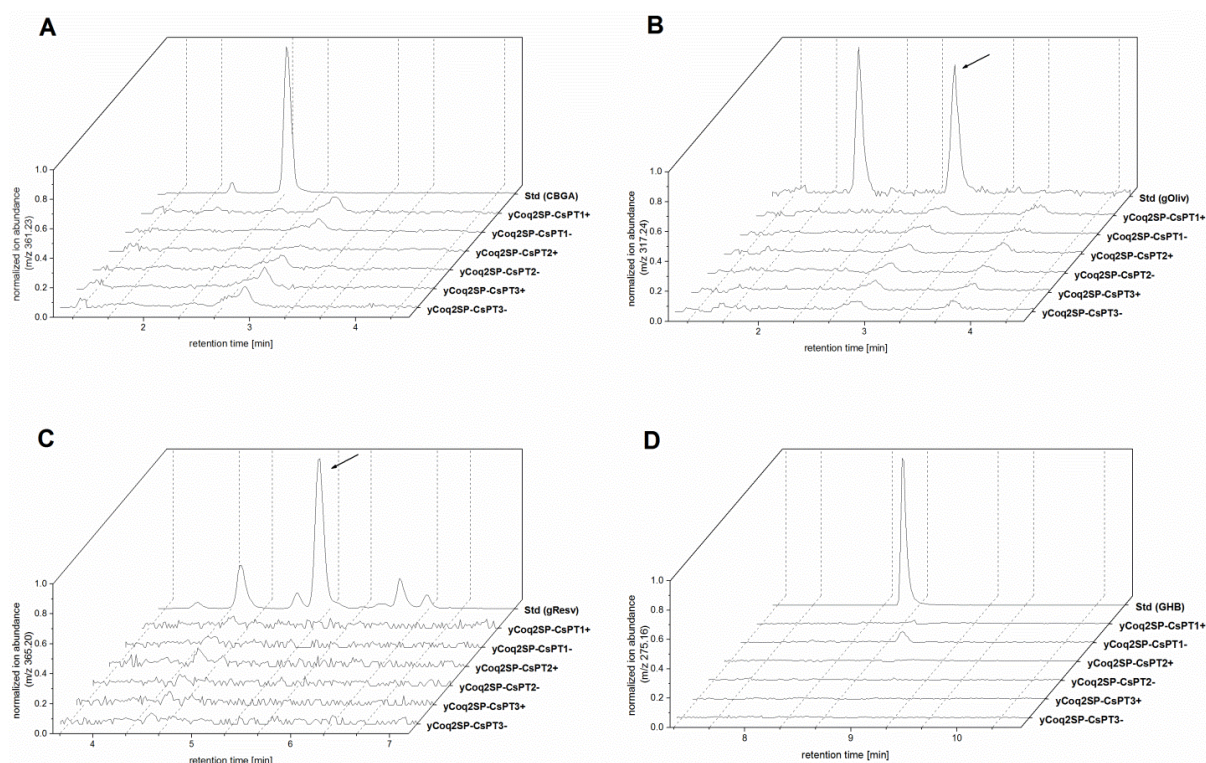 A
1.0
0.8
0.6
0.4
0.2
0.0
normalized ion abundance
(m/z 361.23)
Std (CBGA)
yCoq2SP-CsPT1+
yCoq2SP-CsPT1-
yCoq2SP-CsPT2+
yCoq2SP-CsPT2-
yCoq2SP-CsPT3+
yCoq2SP-CsPT3-
2
3
4
retention time [min]
B
1.0
0.8
0.6
0.4
0.2
0.0
normalized ion abundance
(m/z 317.24)
Std (gOliv)
yCoq2SP-CsPT1+
yCoq2SP-CsPT1-
yCoq2SP-CsPT2+
yCoq2SP-CsPT2-
yCoq2SP-CsPT3+
yCoq2SP-CsPT3-
2
3
4
retention time [min]
C
1.0
0.8
0.6
0.4
0.2
0.0
normalized ion abundance
(m/z 365.20)
Std (gResv)
yCoq2SP-CsPT1+
yCoq2SP-CsPT1-
yCoq2SP-CsPT2+
yCoq2SP-CsPT2-
yCoq2SP-CsPT3+
yCoq2SP-CsPT3-
4
5
6
7
retention time [min]
D
1.0
0.8
0.6
0.4
0.2
0.0
normalized ion abundance
(m/z 275.16)
Std (GHB)
yCoq2SP-CsPT1+
yCoq2SP-CsPT1-
yCoq2SP-CsPT2+
yCoq2SP-CsPT2-
yCoq2SP-CsPT3+
yCoq2SP-CsPT3-
8
9
10
retention time [min]